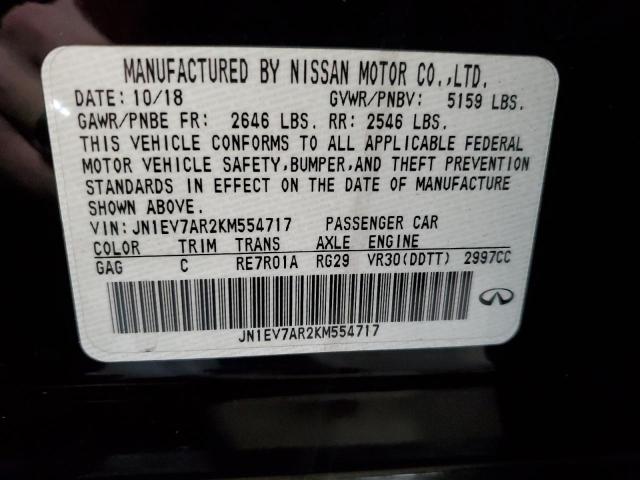 MANUFACTURED BY NISSAN MOTOR CO.,LTD.
DATE: 10/18 GVWR/PNBV: 5159 LBS.
GAWR/PNBE FR: 2646 LBS. RR: 2546 LBS.
THIS VEHICLE CONFORMS TO ALL APPLICABLE FEDERAL
MOTOR VEHICLE SAFETY,BUMPER,AND THEFT PREVENTION
STANDARDS IN EFFECT ON THE DATE OF MANUFACTURE
SHOWN ABOVE.
VIN: JN1EV7AR2KM554717 PASSENGER CAR
COLOR TRIM TRANS AXLE ENGINE
GAG C RE7R01A RG29 VR30(DDTT) 2997CC
JN1EV7AR2KM554717